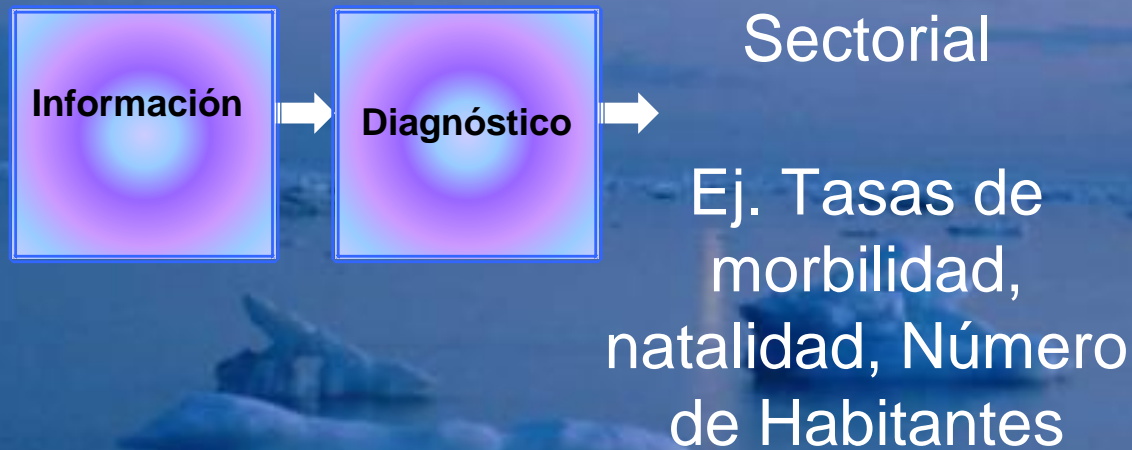 Información
Diagnóstico
Sectorial
Ej. Tasas de
morbilidad,
natalidad, Número
de Habitantes